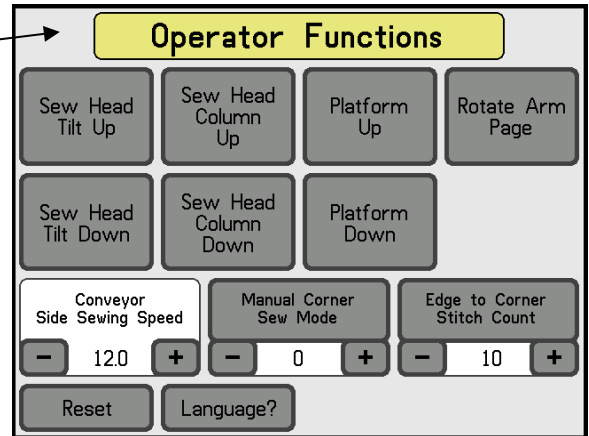 Operator Functions
Sew Head
Tilt Up
Sew Head
Column
Up
Platform
Up
Rotate Arm
Page
Sew Head
Tilt Down
Sew Head
Column
Down
Platform
Down
Conveyor
Side Sewing Speed
- 12.0 +
Manual Corner
Sew Mode
- 0 +
Edge to Corner
Stitch Count
- 10 +
Reset
Language?